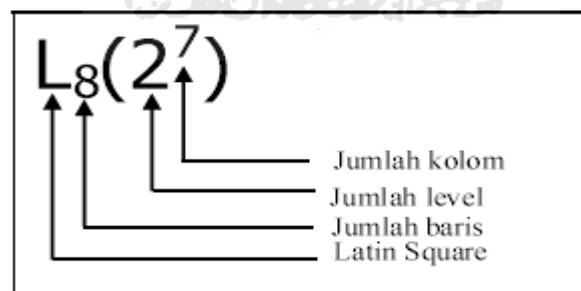 L₈(2⁷)
Jumlah kolom
Jumlah level
Jumlah baris
Latin Square